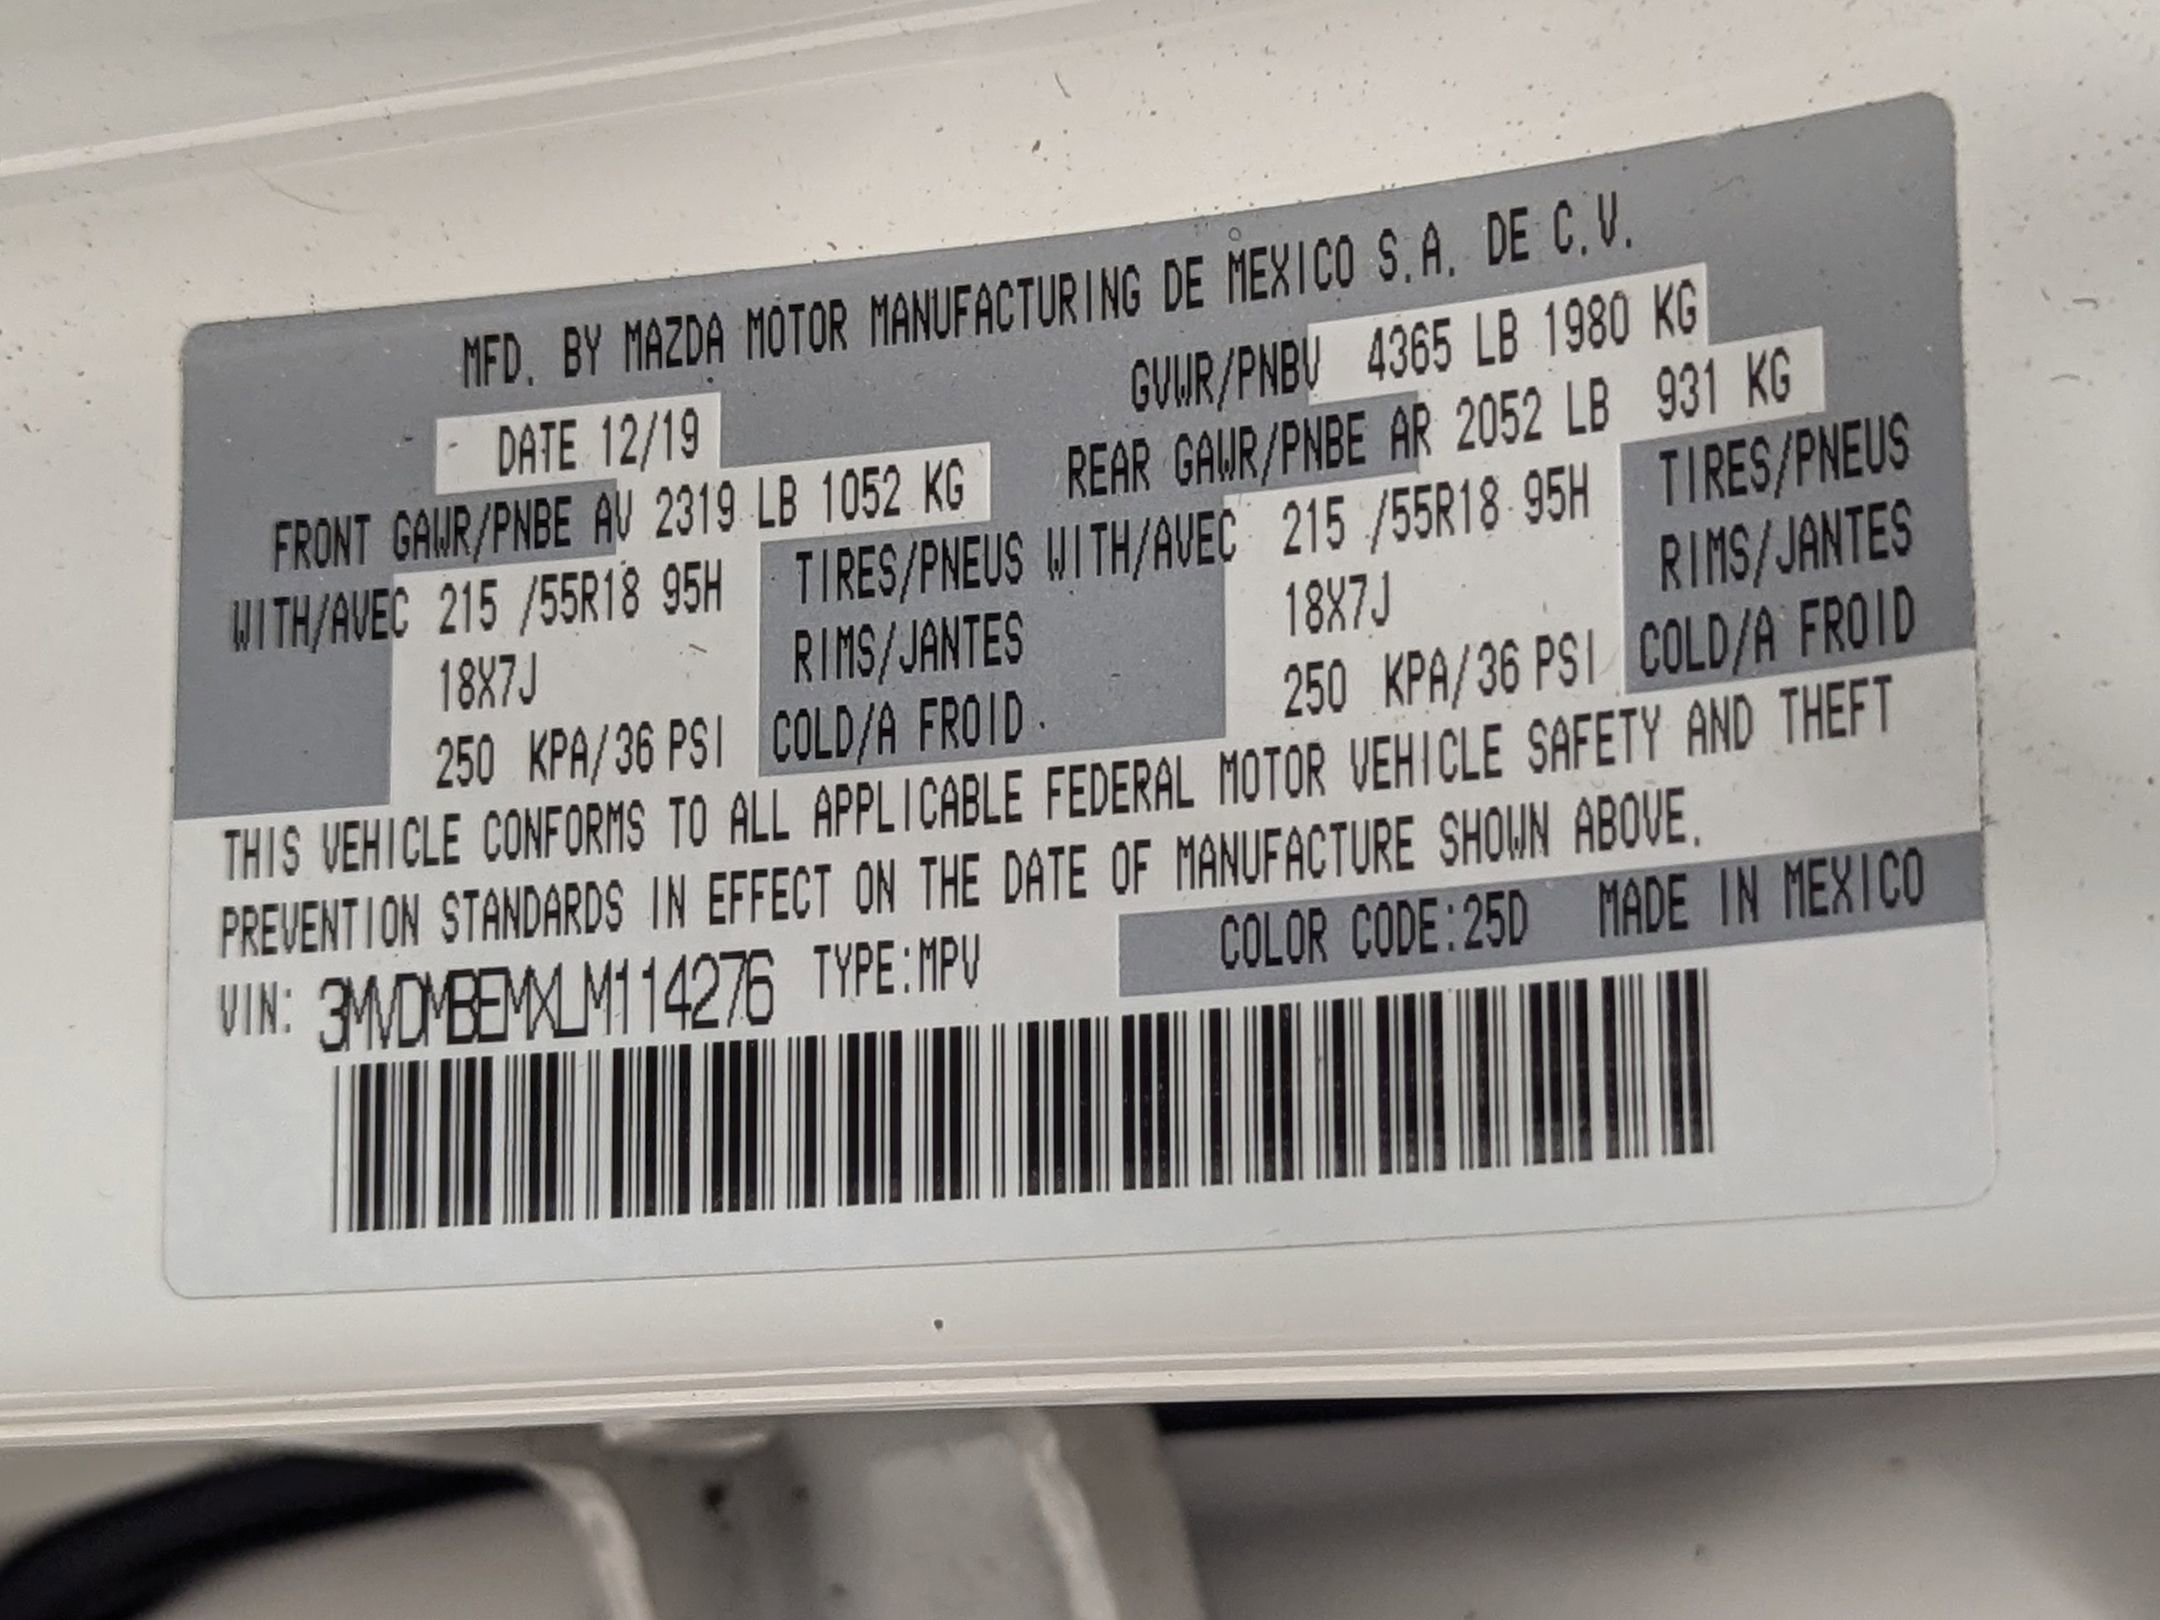 MFD. BY MAZDA MOTOR MANUFACTURING DE MEXICO S.A. DE C.V.
DATE 12/19 GVWR/PNBV 4365 LB 1980 KG
FRONT GAWR/PNBE AV 2319 LB 1052 KG REAR GAWR/PNBE AR 2052 LB 931 KG
WITH/AVEC 215 /55R18 95H TIRES/PNEUS WITH/AVEC 215 /55R18 95H TIRES/PNEUS
18X7J RIMS/JANTES 18X7J RIMS/JANTES
250 KPA/36 PSI COLD/A FROID 250 KPA/36 PSI COLD/A FROID
THIS VEHICLE CONFORMS TO ALL APPLICABLE FEDERAL MOTOR VEHICLE SAFETY AND THEFT
PREVENTION STANDARDS IN EFFECT ON THE DATE OF MANUFACTURE SHOWN ABOVE.
VIN: 3MVDMBEMXLM114276 TYPE:MPV COLOR CODE:25D MADE IN MEXICO